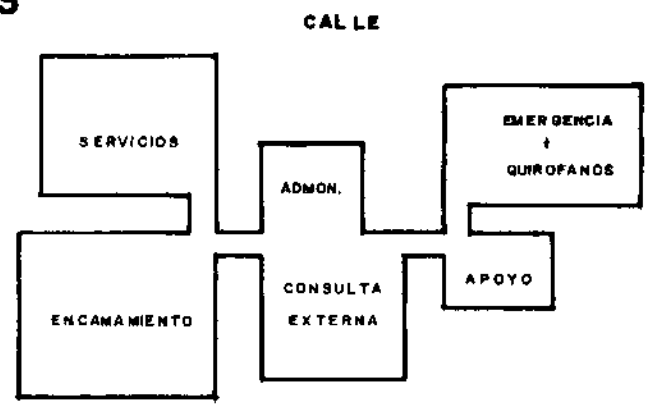 S
CALLE
SERVICIOS
EMERGENCIA
+
QUIROFANOS
ADMON.
CONSULTA
EXTERNA
APOYO
ENCAMAMIENTO